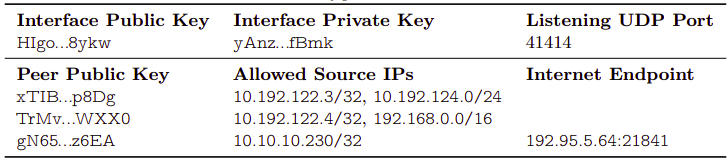 Interface Public Key Interface Private Key Listening UDP Port
HIgo...8ykw yAnz...fBmk 41414
Peer Public Key Allowed Source IPs Internet Endpoint
xTIB...p8Dg 10.192.122.3/32, 10.192.124.0/24
TrMv...WXX0 10.192.122.4/32, 192.168.0.0/16
gN65...z6EA 10.10.10.230/32 192.95.5.64:21841